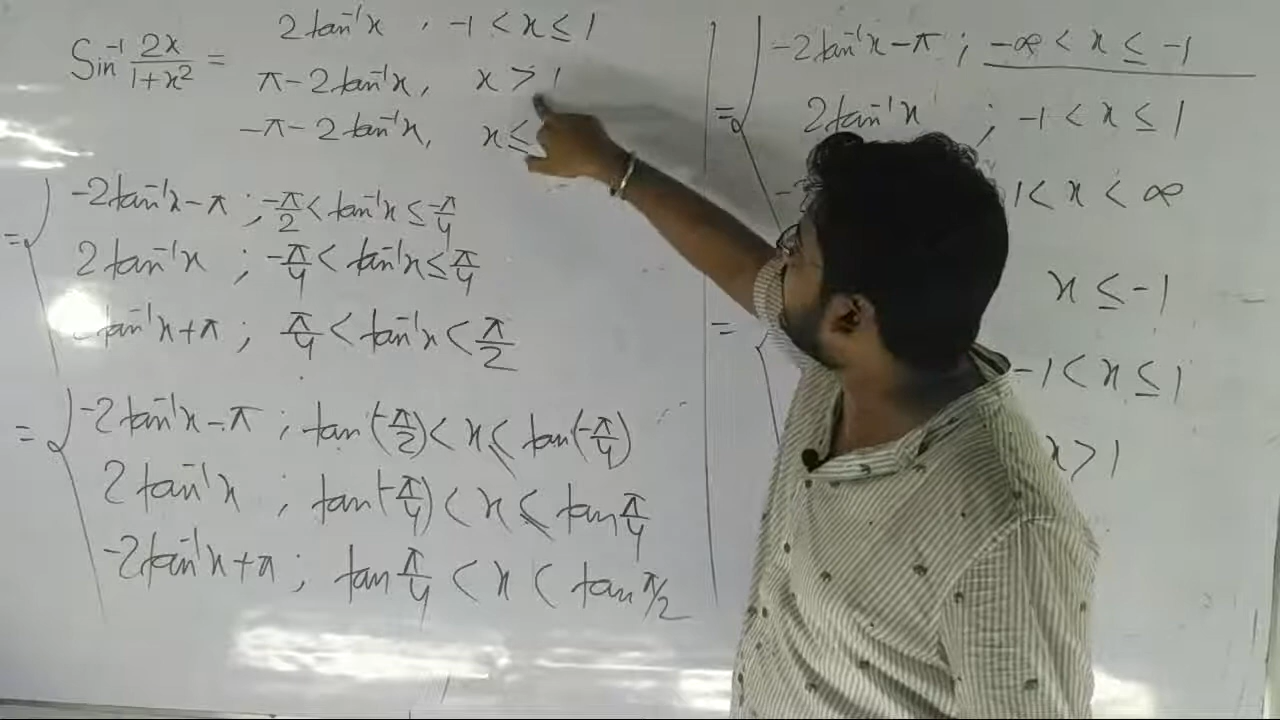 Sin⁻¹ 2x/1+x² = 2tan⁻¹x , -1 < x ≤ 1
π - 2tan⁻¹x, x > 1
-π - 2tan⁻¹x, x ≤
= -2tan⁻¹x - π ; -π/2 < tan⁻¹x ≤ -π/4
2tan⁻¹x ; -π/4 < tan⁻¹x ≤ π/4
tan⁻¹x + π ; π/4 < tan⁻¹x < π/2
= -2tan⁻¹x - π ; tan(-π/2) < x ≤ tan(-π/4)
2tan⁻¹x ; tan(-π/4) < x ≤ tan π/4
-2tan⁻¹x + π ; tan π/4 < x < tan π/2
= -2tan⁻¹x - π ; -∞ < x ≤ -1
2tan⁻¹x ; -1 < x ≤ 1
1 < x < ∞
= x ≤ -1
-1 < x ≤ 1
x > 1